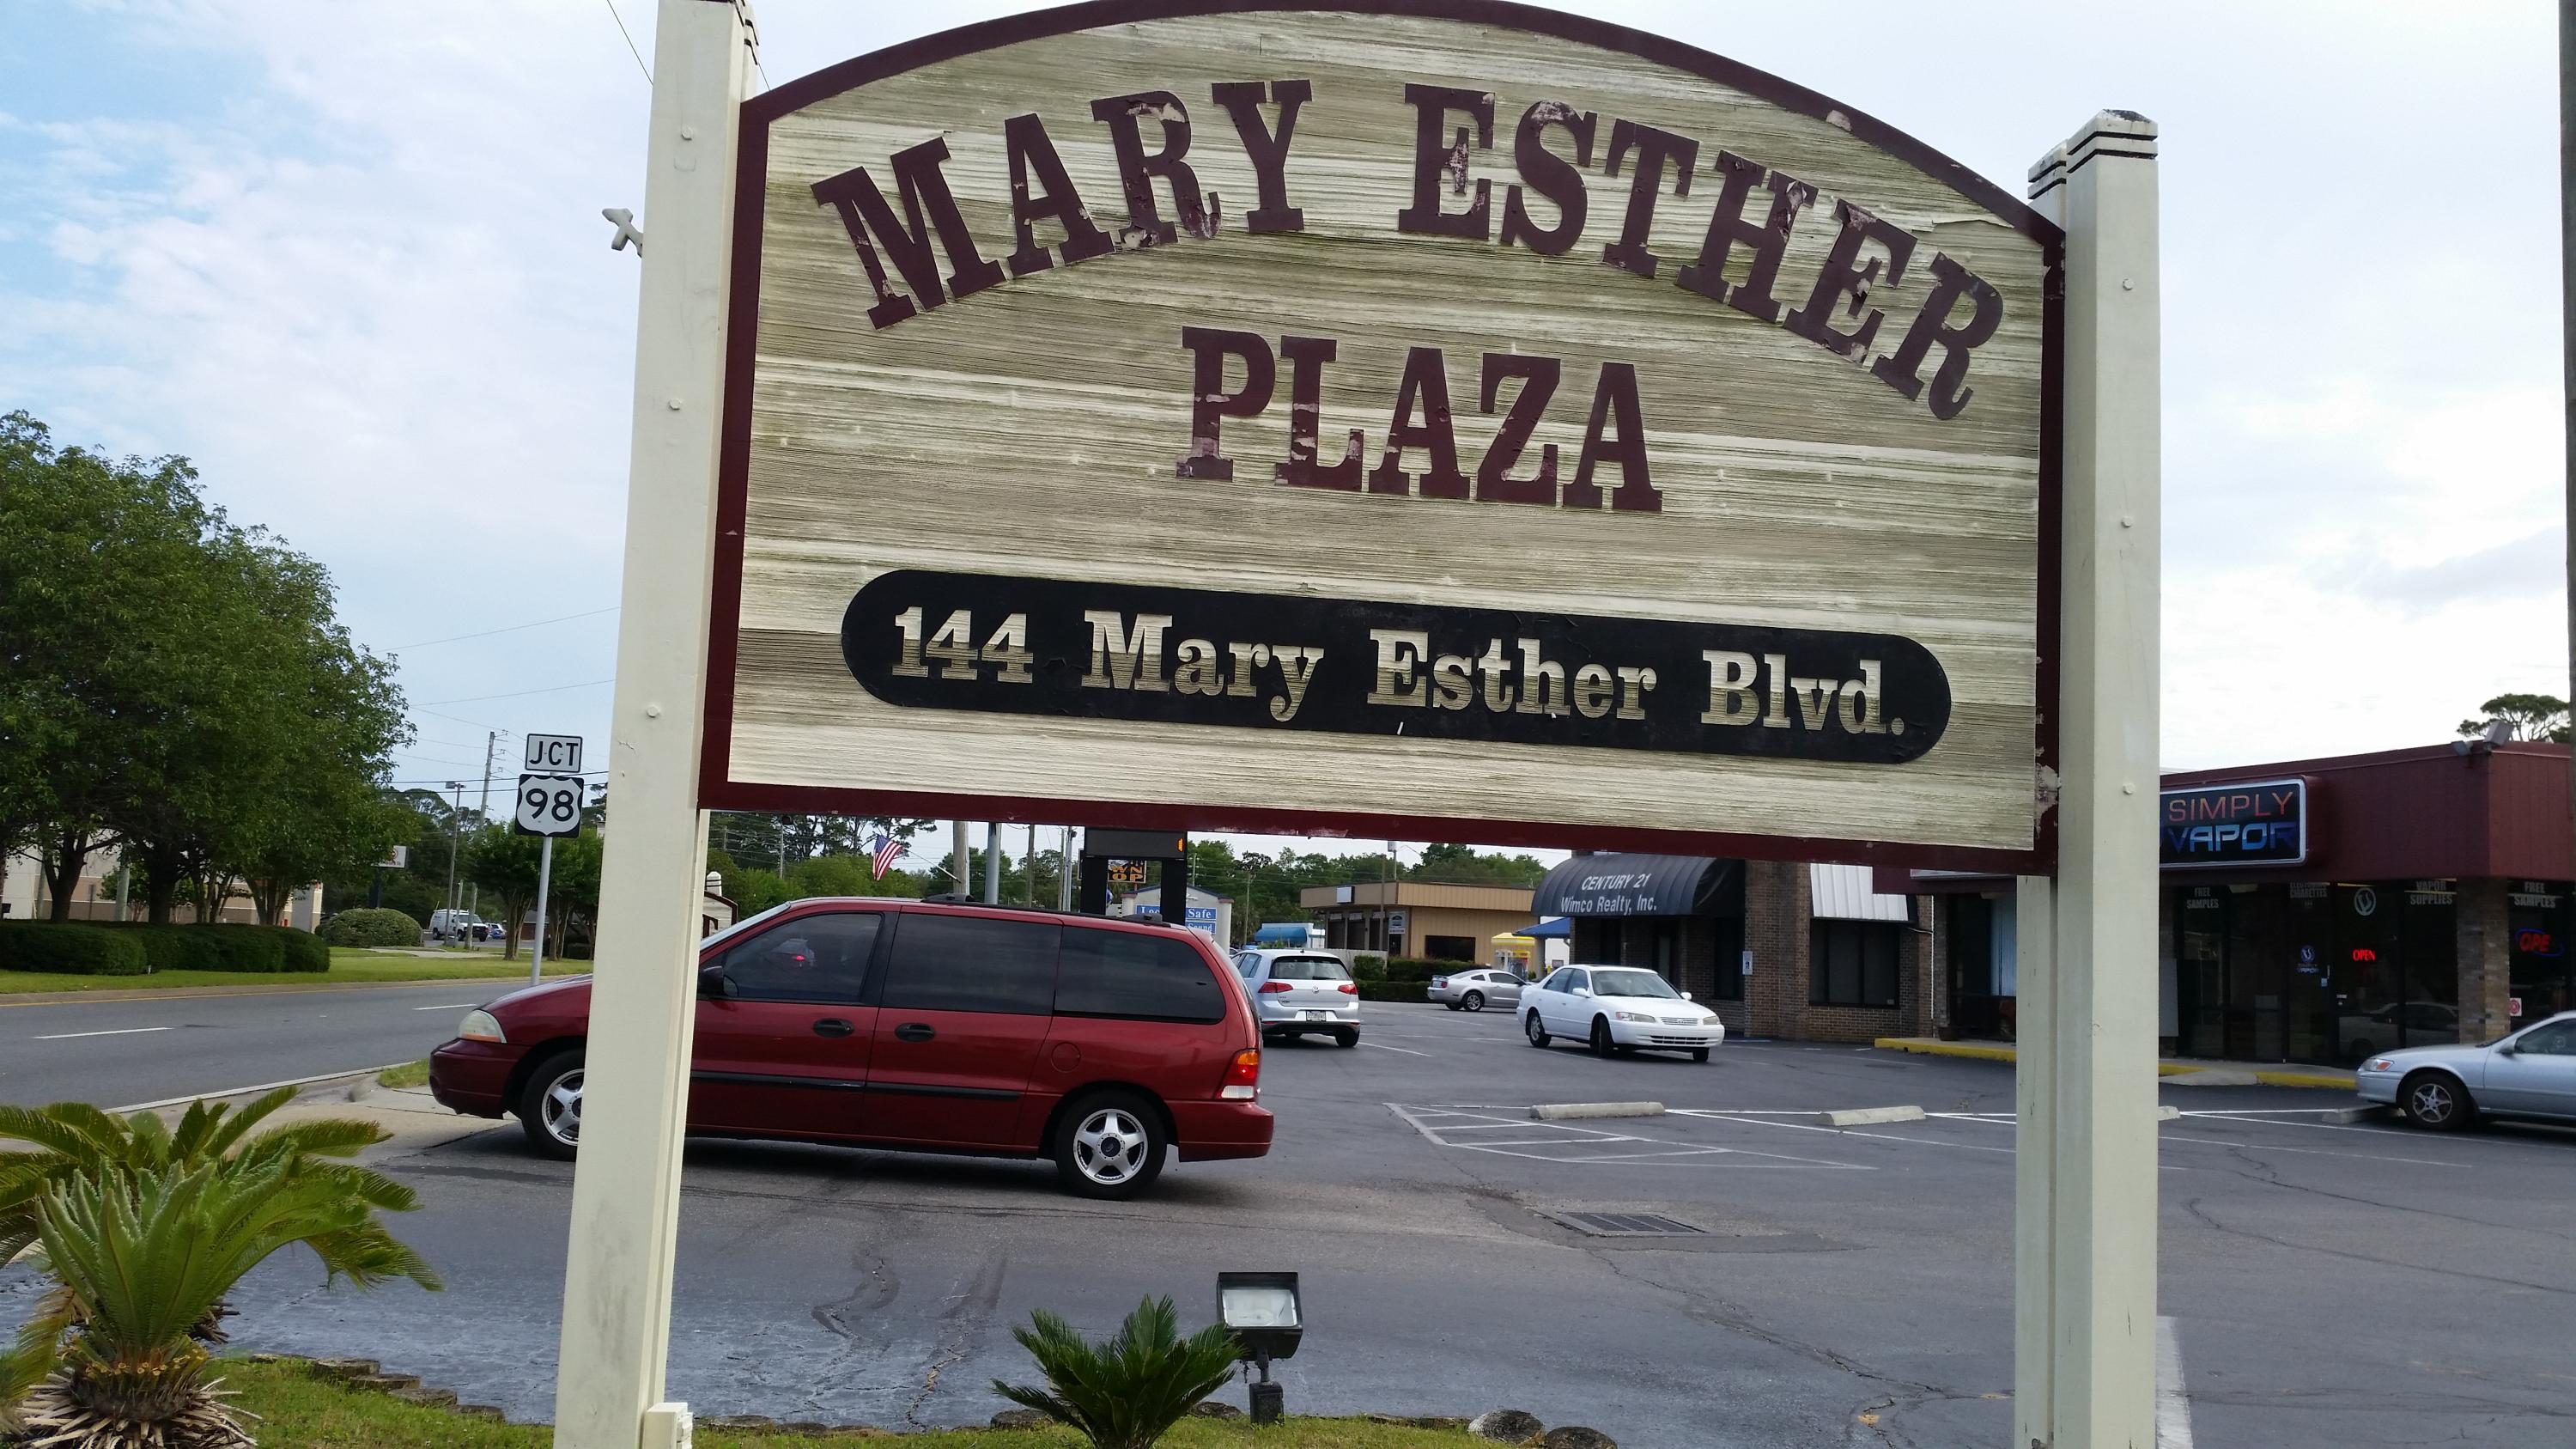 MARY ESTHER
PLAZA
144 Mary Esther Blvd.
JCT
98
CENTURY 21
Wimco Realty, Inc.
SIMPLY
VAPOR
FREE
SAMPLES
VAPOR
SUPPLIES
FREE
SAMPLES
OPEN
Safe